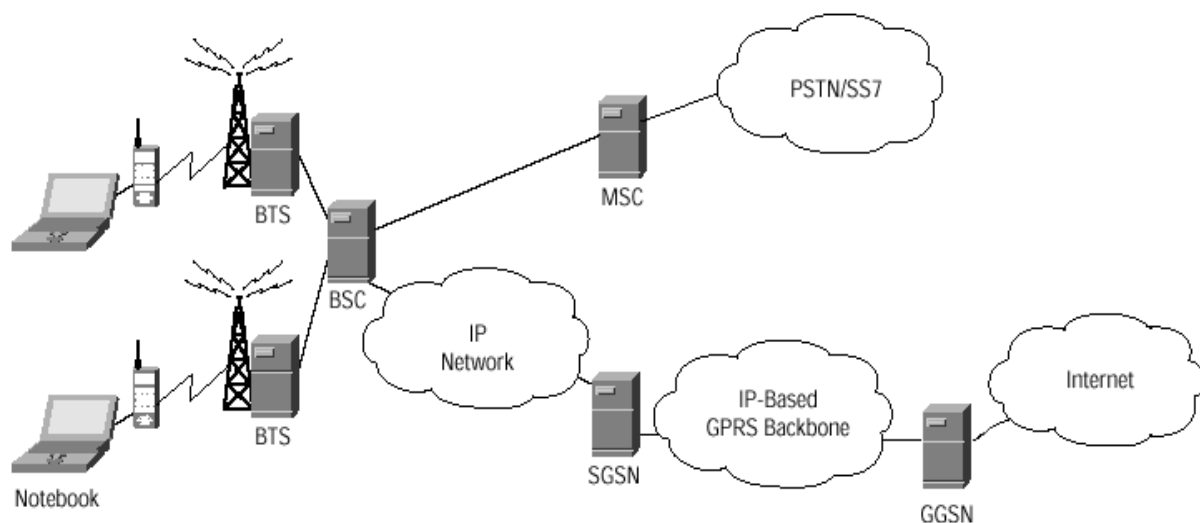 PSTN/SS7
MSC
BTS
BSC
IP
Network
Internet
IP-Based
GPRS Backbone
BTS
SGSN
Notebook
GGSN